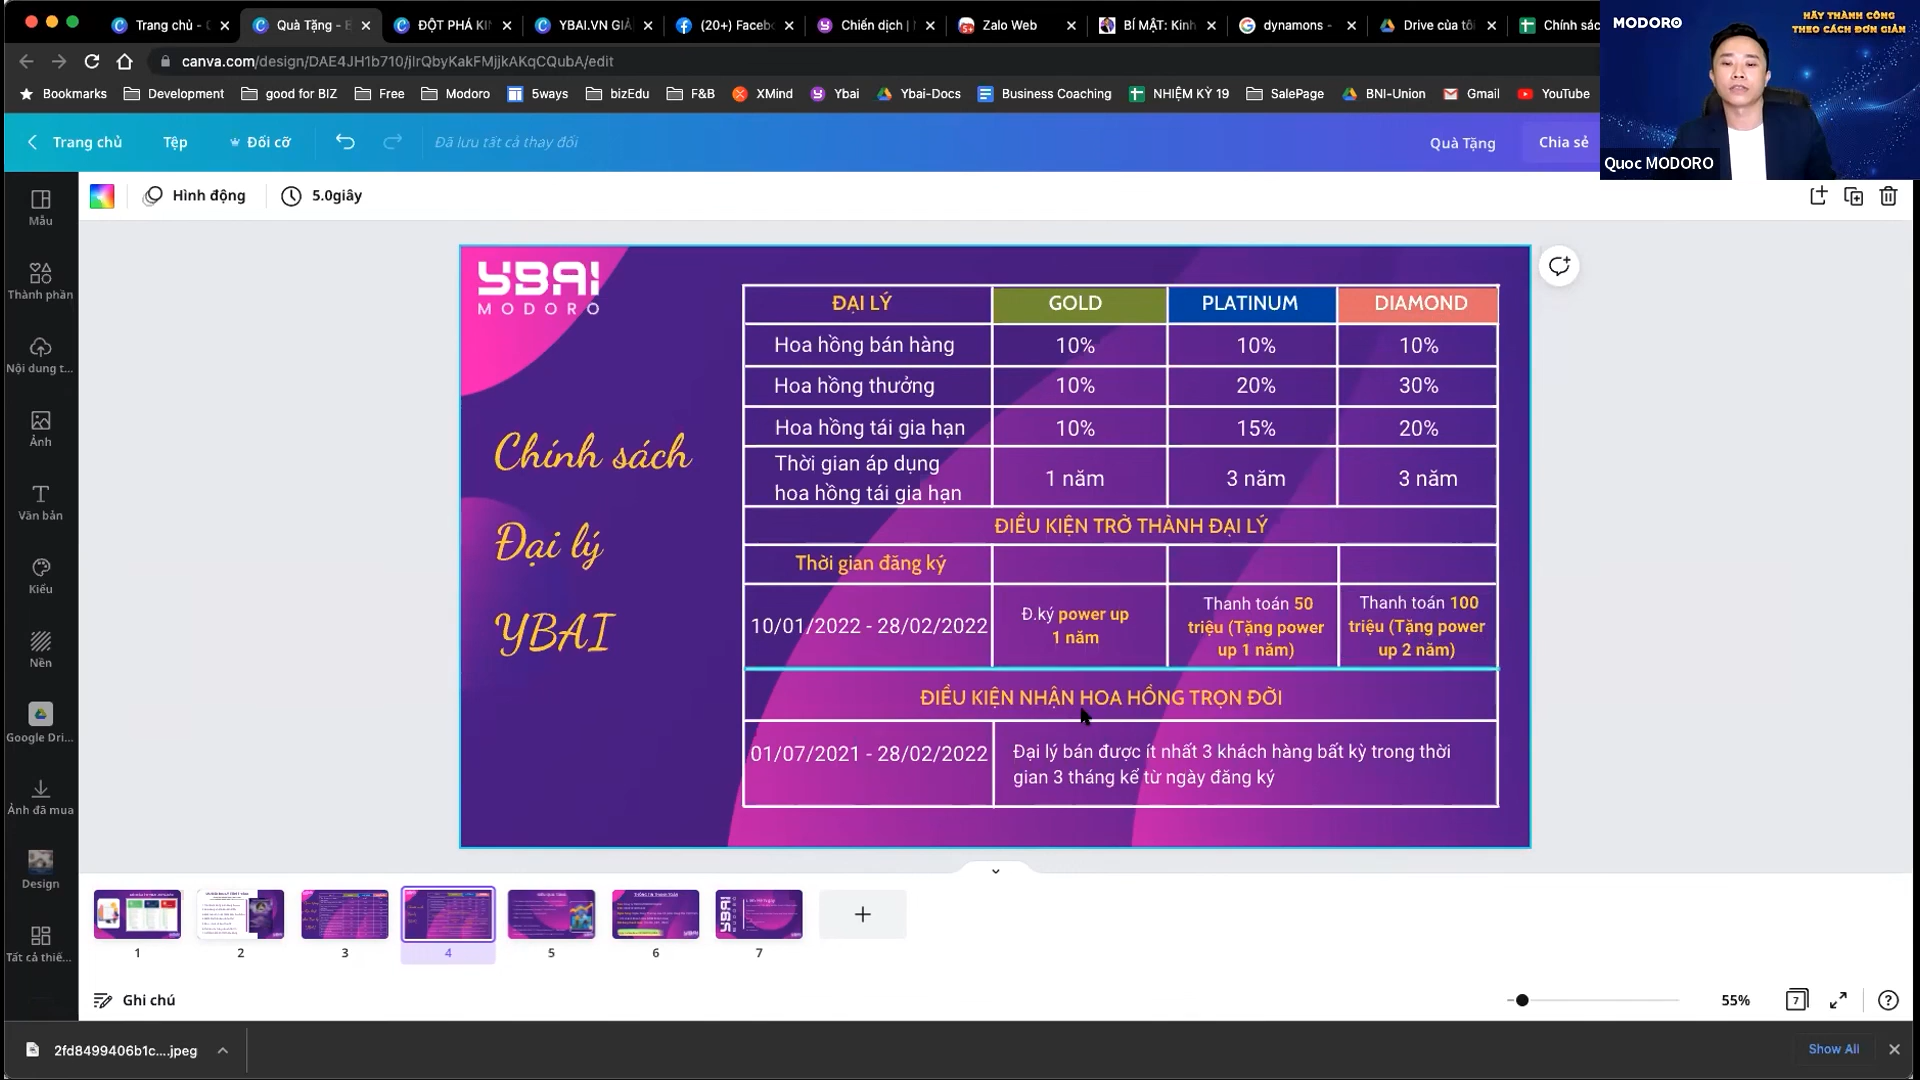 Trang chủ -
Quà Tặng -
ĐỘT PHÁ KI
YBAI.VN GIẢ
(20+) Faceb
Chiến dịch |
Zalo Web
BÍ MẬT: Kinh
dynamons -
Drive của tôi
Chính sác
canva.com/design/DAE4JH1b710/jIrQbyKakFMjjkAKqCQubA/edit
Bookmarks
Development
good for BIZ
Free
Modoro
5ways
bizEdu
F&B
XMind
Ybai
Ybai-Docs
Business Coaching
NHIỆM KỲ 19
SalePage
BNI-Union
Gmail
YouTube
MODORO
HÃY THÀNH CÔNG
THEO CÁCH ĐƠN GIẢN
Quoc MODORO
Trang chủ
Tệp
Đổi cỡ
Đã lưu tất cả thay đổi
Quà Tặng
Chia sẻ
Hình động
5.0giây
Mẫu
Thành phần
Nội dung t...
Ảnh
Văn bản
Kiểu
Nền
Google Dri...
Ảnh đã mua
Design
Tất cả thiế...
YBAI
MODORO
Chính sách
Đại lý
YBAI
ĐẠI LÝ GOLD PLATINUM DIAMOND
Hoa hồng bán hàng 10% 10% 10%
Hoa hồng thưởng 10% 20% 30%
Hoa hồng tái gia hạn 10% 15% 20%
Thời gian áp dụng
hoa hồng tái gia hạn
1 năm 3 năm 3 năm
ĐIỀU KIỆN TRỞ THÀNH ĐẠI LÝ
Thời gian đăng ký
10/01/2022 - 28/02/2022
Đ.ký power up
1 năm
Thanh toán 50
triệu (Tặng power
up 1 năm)
Thanh toán 100
triệu (Tặng power
up 2 năm)
ĐIỀU KIỆN NHẬN HOA HỒNG TRỌN ĐỜI
01/07/2021 - 28/02/2022
Đại lý bán được ít nhất 3 khách hàng bất kỳ trong thời
gian 3 tháng kể từ ngày đăng ký
1
2
3
4
5
6
7
Ghi chú
55%
7
2fd8499406b1c....jpeg
Show All